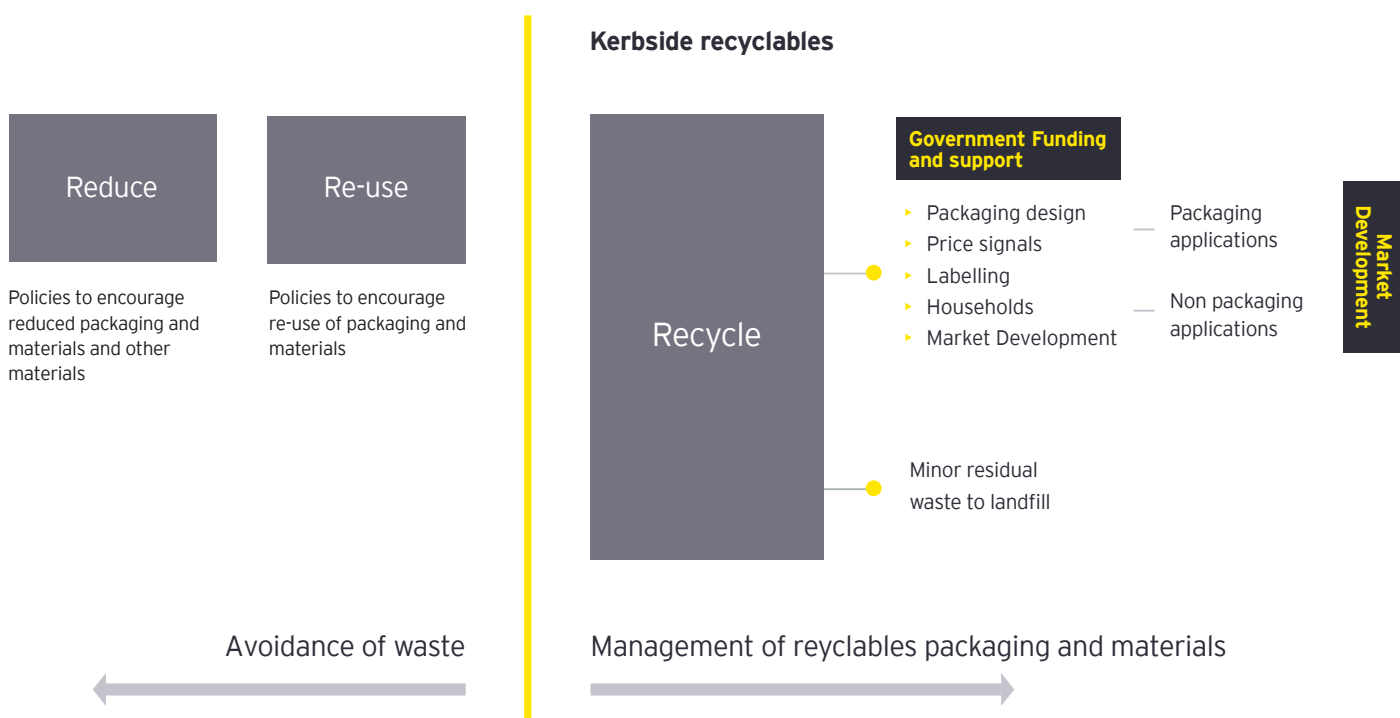 Kerbside recyclables
Reduce
Policies to encourage
reduced packaging and
materials and other
materials
Re-use
Policies to encourage
re-use of packaging and
materials
Recycle
Government Funding
and support
▸ Packaging design
▸ Price signals
▸ Labelling
▸ Households
▸ Market Development
Packaging
applications
Non packaging
applications
Market
Development
Minor residual
waste to landfill
Avoidance of waste
Management of reyclables packaging and materials